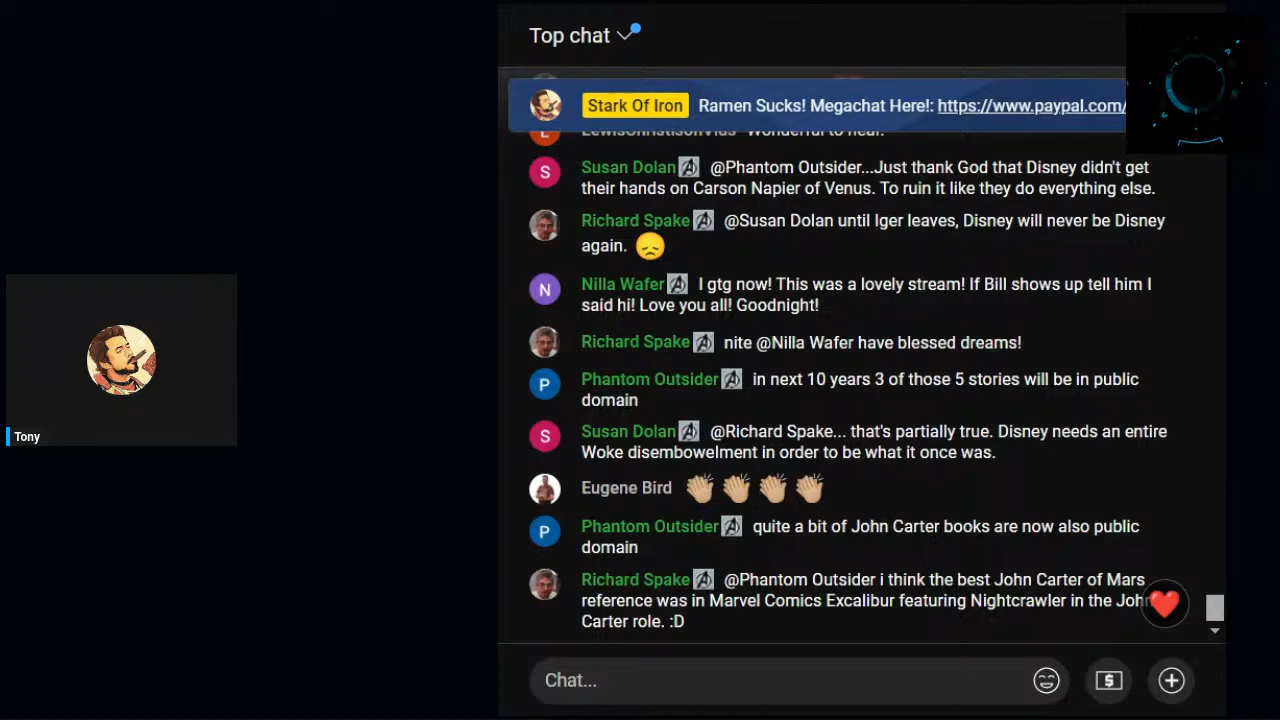 Top chat
Stark Of Iron Ramen Sucks! Megachat Here!: https://www.paypal.com/
LewisChristisonVids Wonderful to hear.
Susan Dolan @Phantom Outsider...Just thank God that Disney didn't get
their hands on Carson Napier of Venus. To ruin it like they do everything else.
Richard Spake @Susan Dolan until Iger leaves, Disney will never be Disney
again. 😞
Nilla Wafer I gtg now! This was a lovely stream! If Bill shows up tell him I
said hi! Love you all! Goodnight!
Richard Spake nite @Nilla Wafer have blessed dreams!
Phantom Outsider in next 10 years 3 of those 5 stories will be in public
domain
Tony
Susan Dolan @Richard Spake... that's partially true. Disney needs an entire
Woke disembowelment in order to be what it once was.
Eugene Bird 👏🏼👏🏼👏🏼👏🏼
Phantom Outsider quite a bit of John Carter books are now also public
domain
Richard Spake @Phantom Outsider i think the best John Carter of Mars
reference was in Marvel Comics Excalibur featuring Nightcrawler in the John
Carter role. :D
Chat...